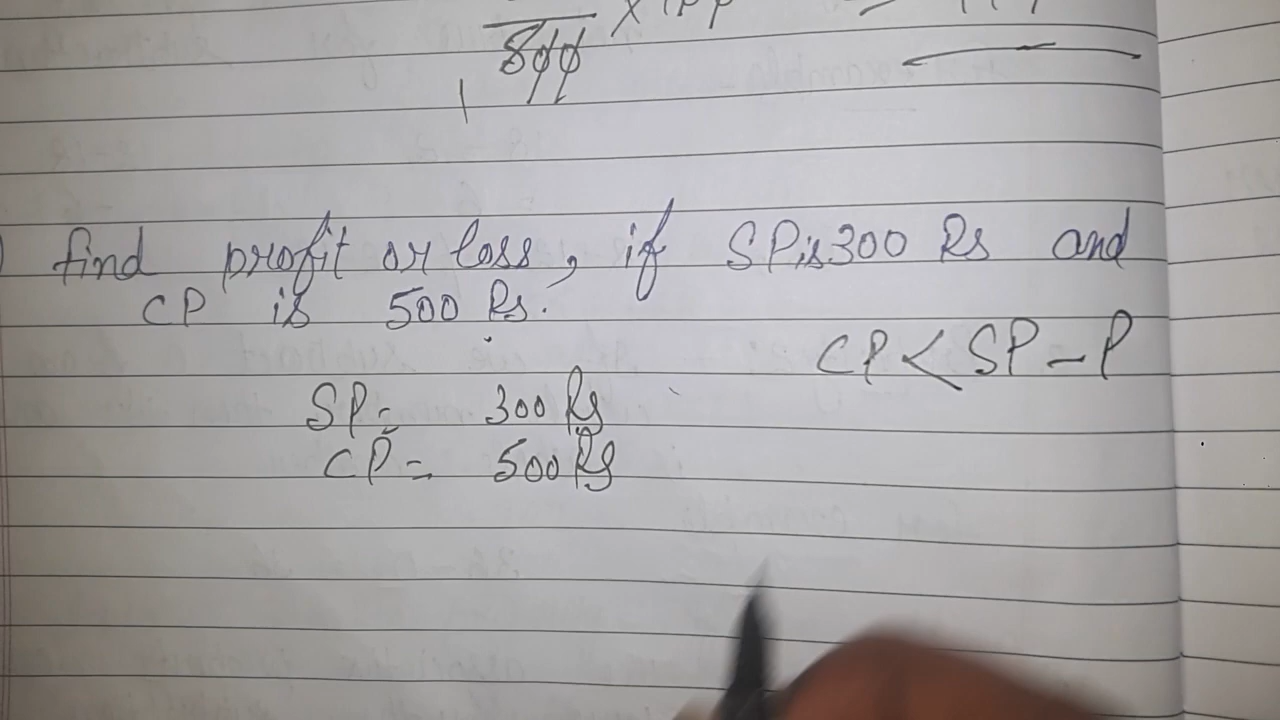 800
find profit or loss, if SP is 300 Rs and
CP is 500 Rs.
CP < SP - P
SP = 300 Rs
CP = 500 Rs